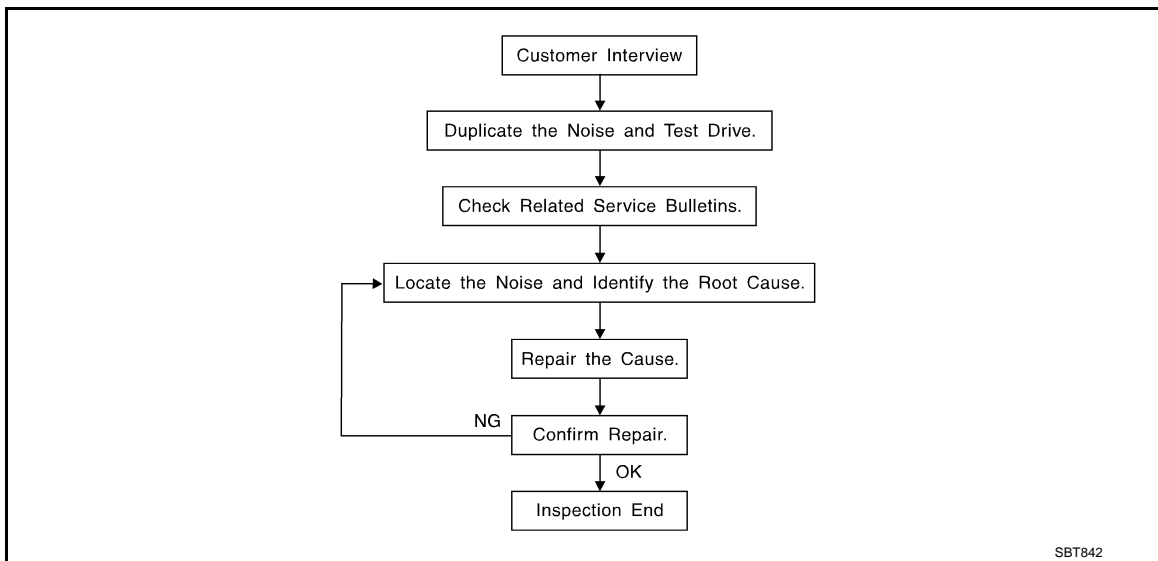 Customer Interview
Duplicate the Noise and Test Drive.
Check Related Service Bulletins.
Locate the Noise and Identify the Root Cause.
Repair the Cause.
NG
Confirm Repair.
OK
Inspection End
SBT842